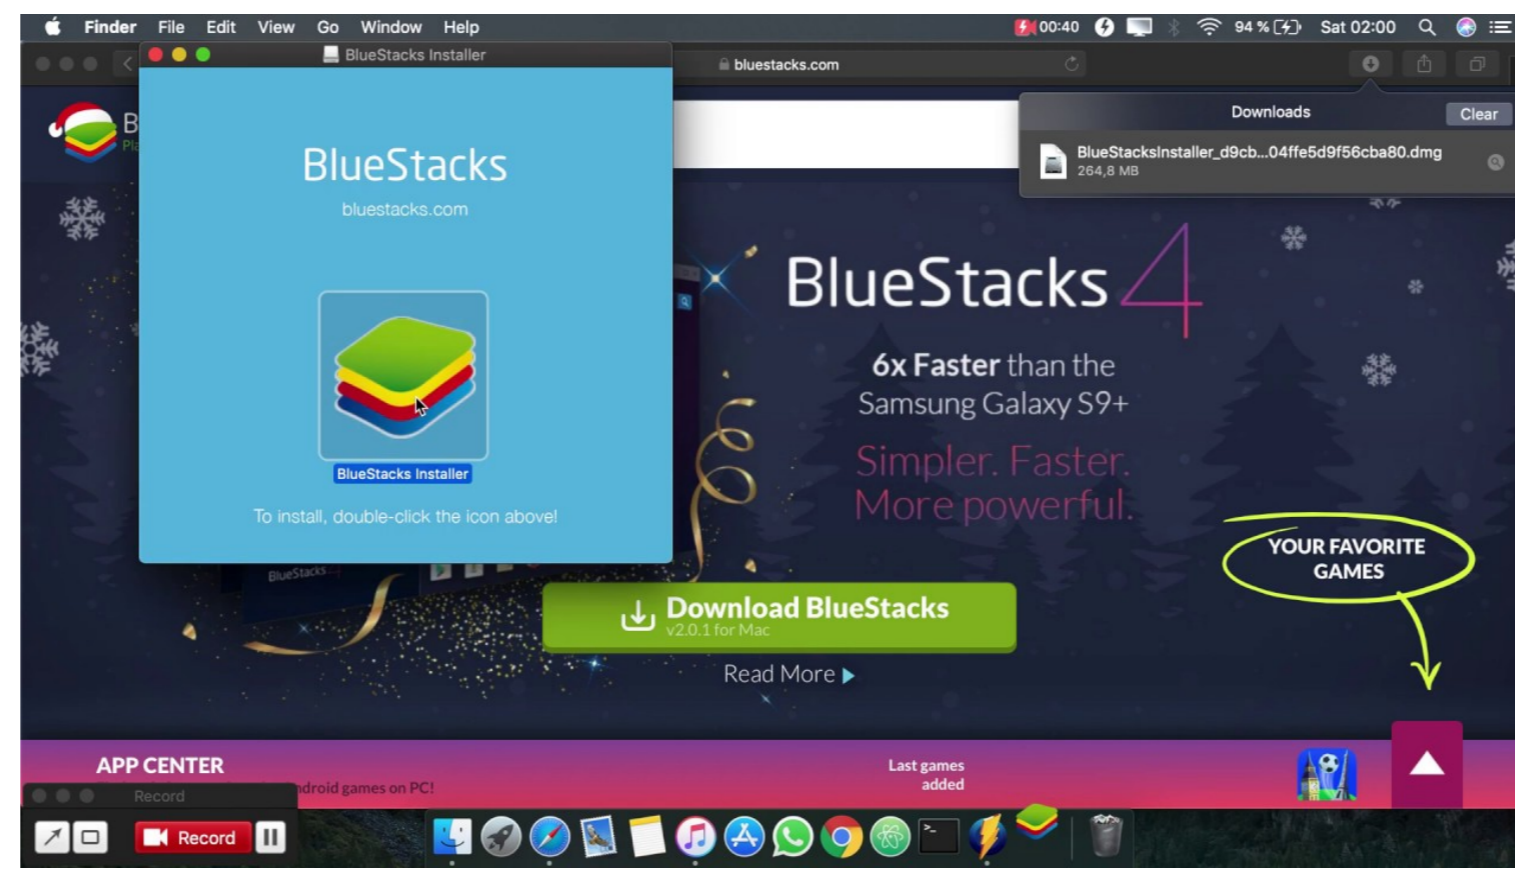 Finder File Edit View Go Window Help
00:40 94 % Sat 02:00
BlueStacks Installer
bluestacks.com
Downloads
Clear
BlueStacksInstaller_d9cb...04ffe5d9f56cba80.dmg
264,8 MB
B
Pla
BlueStacks
bluestacks.com
BlueStacks Installer
To install, double-click the icon above!
BlueStacks 4
6x Faster than the
Samsung Galaxy S9+
Simpler. Faster.
More powerful.
YOUR FAVORITE
GAMES
BlueStacks
Download BlueStacks
v2.0.1 for Mac
Read More
APP CENTER
ndroid games on PC!
Last games
added
Record
Record